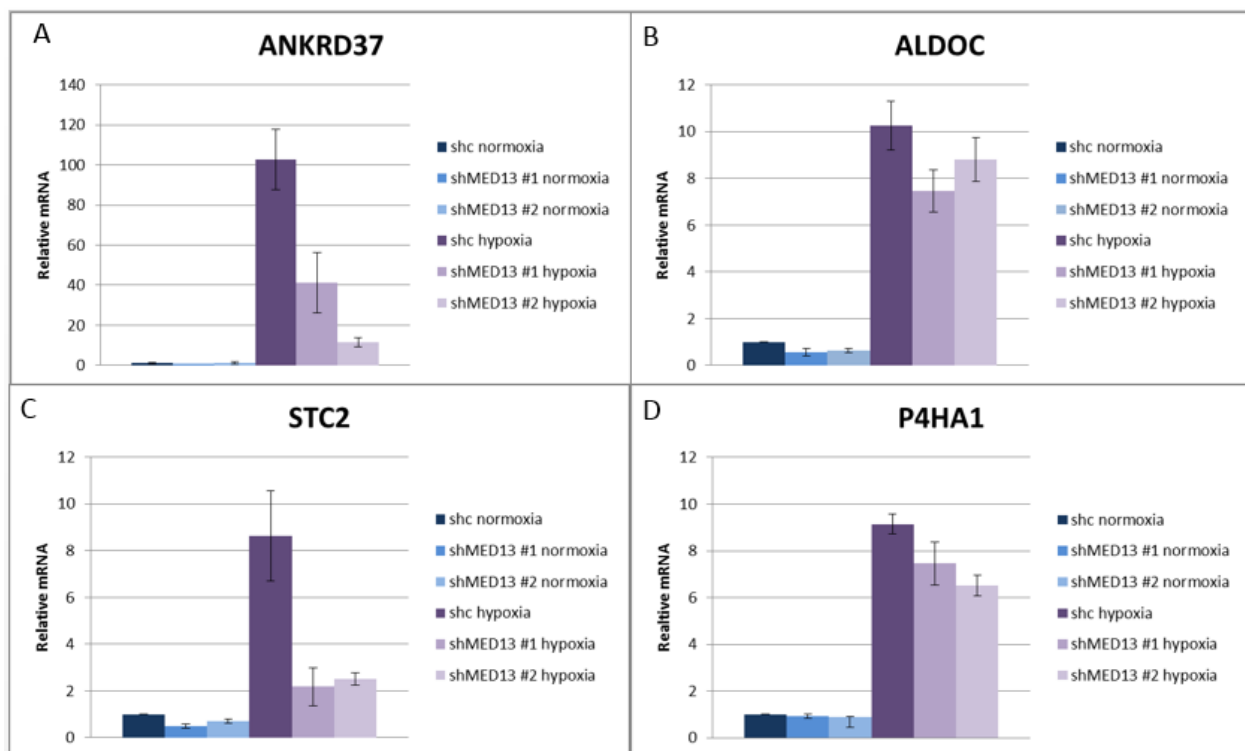 A
ANKRD37
Relative mRNA
140
120
100
80
60
40
20
0
shc normoxia
shMED13 #1 normoxia
shMED13 #2 normoxia
shc hypoxia
shMED13 #1 hypoxia
shMED13 #2 hypoxia
B
ALDOC
Relative mRNA
12
10
8
6
4
2
0
shc normoxia
shMED13 #1 normoxia
shMED13 #2 normoxia
shc hypoxia
shMED13 #1 hypoxia
shMED13 #2 hypoxia
C
STC2
Relative mRNA
12
10
8
6
4
2
0
shc normoxia
shMED13 #1 normoxia
shMED13 #2 normoxia
shc hypoxia
shMED13 #1 hypoxia
shMED13 #2 hypoxia
D
P4HA1
Realtive mRNA
12
10
8
6
4
2
0
shc normoxia
shMED13 #1 normoxia
shMED13 #2 normoxia
shc hypoxia
shMED13 #1 hypoxia
shMED13 #2 hypoxia